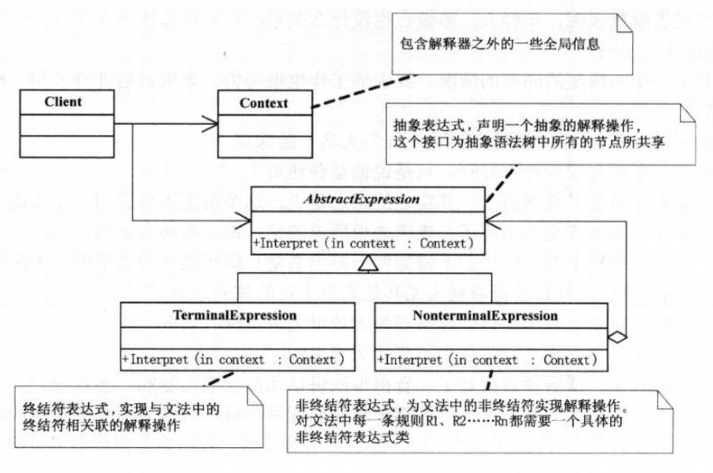 包含解释器之外的一些全局信息
Client
Context
抽象表达式，声明一个抽象的解释操作，
这个接口为抽象语法树中所有的节点所共享
AbstractExpression
+Interpret(in context : Context)
TerminalExpression
NonterminalExpression
+Interpret(in context : Context)
+Interpret(in context : Context)
终结符表达式，实现与文法中的
终结符相关联的解释操作
非终结符表达式，为文法中的非终结符实现解释操作。
对文法中每一条规则R1、R2……Rn都需要一个具体的
非终结符表达式类